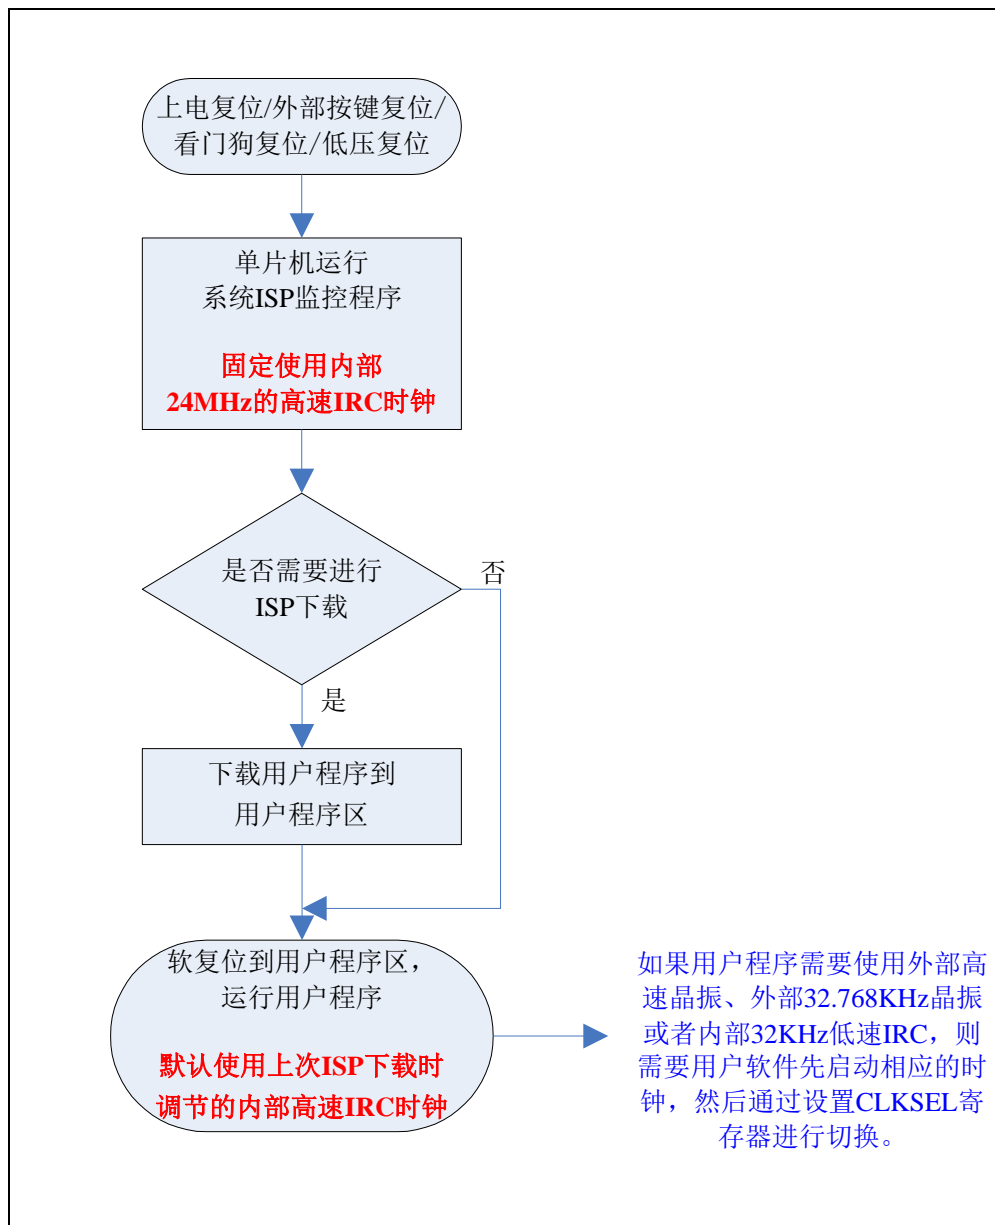 上电复位/外部按键复位/
看门狗复位/低压复位
单片机运行
系统ISP监控程序
固定使用内部
24MHz的高速IRC时钟
是否需要进行
ISP下载
否
是
下载用户程序到
用户程序区
软复位到用户程序区，
运行用户程序
默认使用上次ISP下载时
调节的内部高速IRC时钟
如果用户程序需要使用外部高
速晶振、外部32.768KHz晶振
或者内部32KHz低速IRC，则
需要用户软件先启动相应的时
钟，然后通过设置CLKSEL寄
存器进行切换。